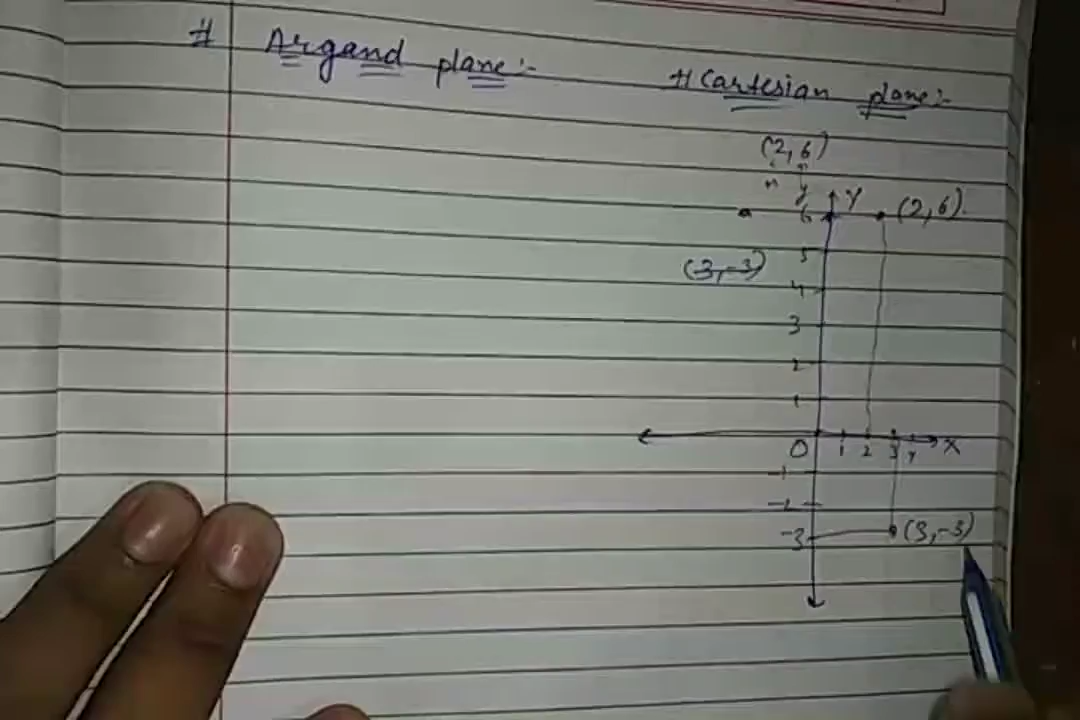 # Argand plane :-
# Cartesian plane :-
(2, 6)
x y
Y
6 (2, 6).
5
(3, -3)
4
3
2
1
O 1 2 3 4 X
-1
-2
-3 (3, -3)